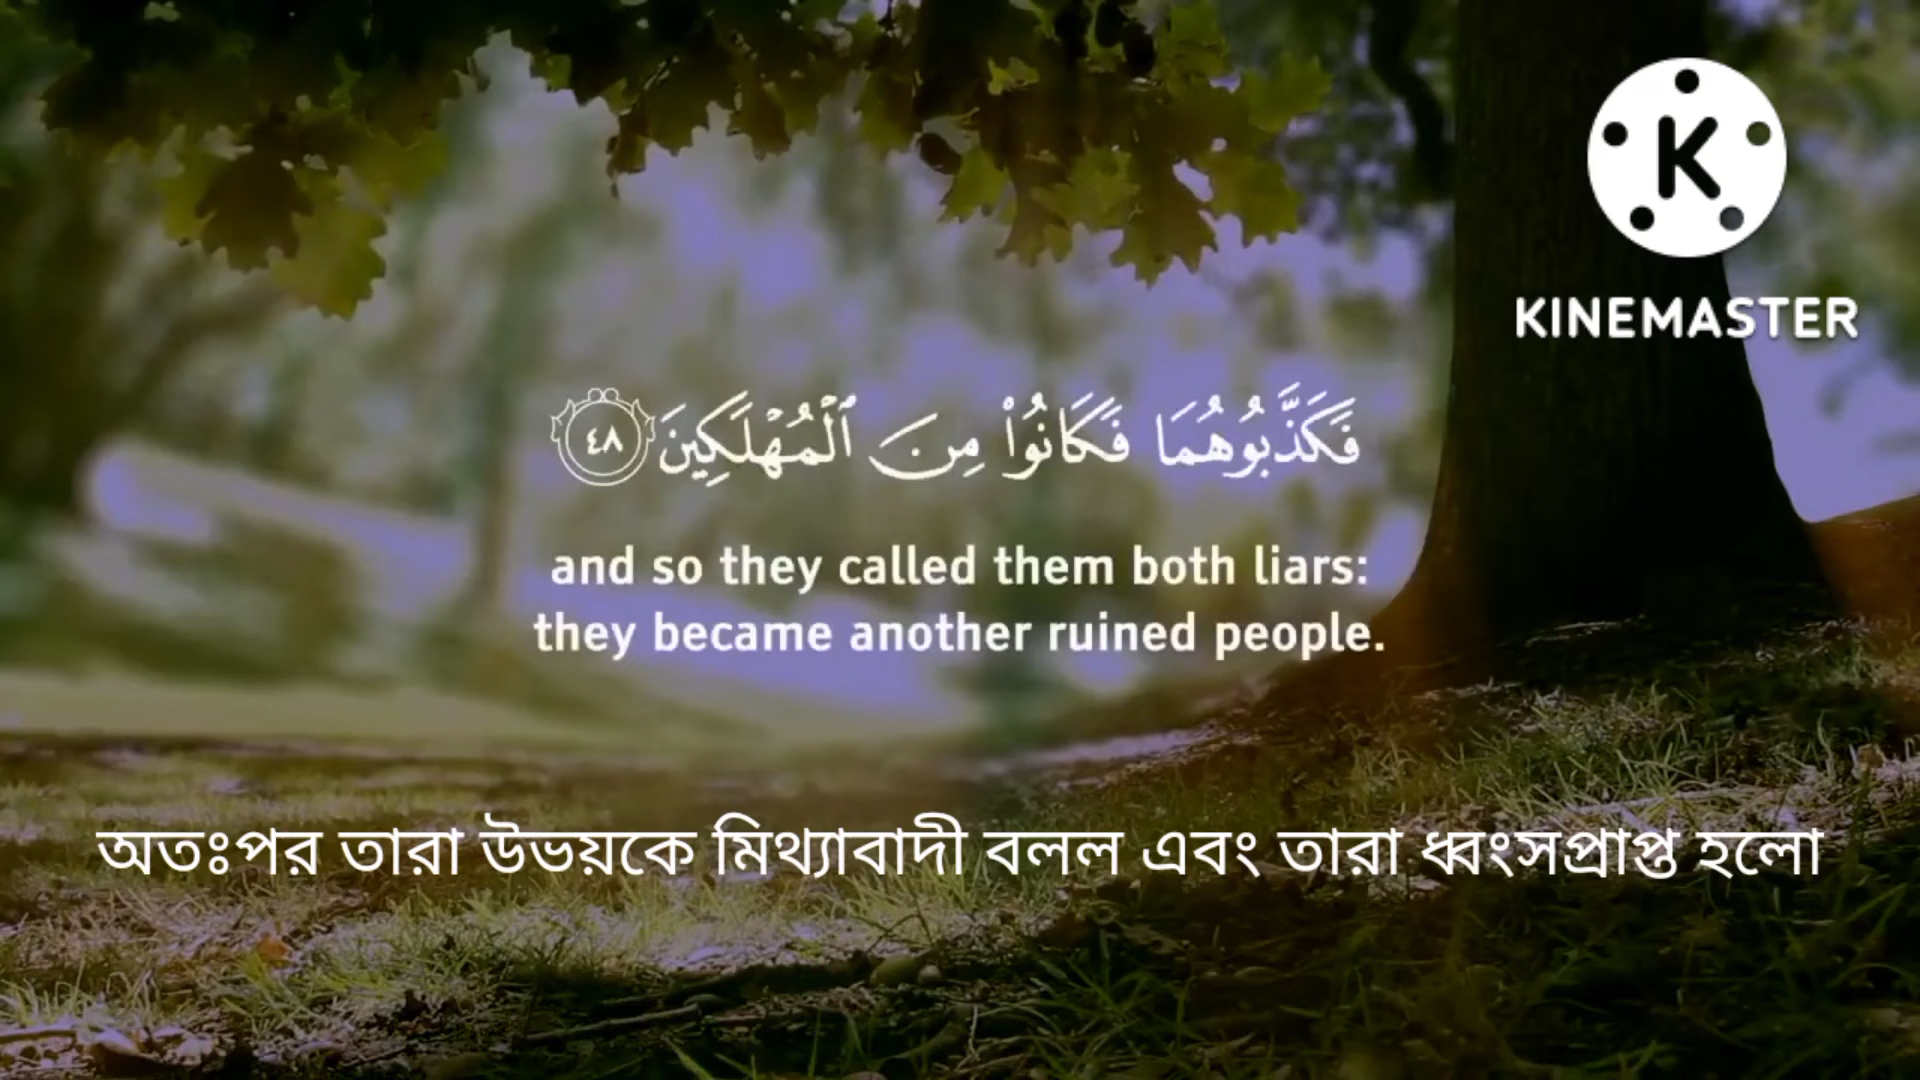 K
KINEMASTER
فَكَذَّبُوهُمَا فَكَانُوا۟ مِنَ ٱلْمُهْلَكِينَ ٤٨
and so they called them both liars:
they became another ruined people.
অতঃপর তারা উভয়কে মিথ্যাবাদী বলল এবং তারা ধ্বংসপ্রাপ্ত হলো